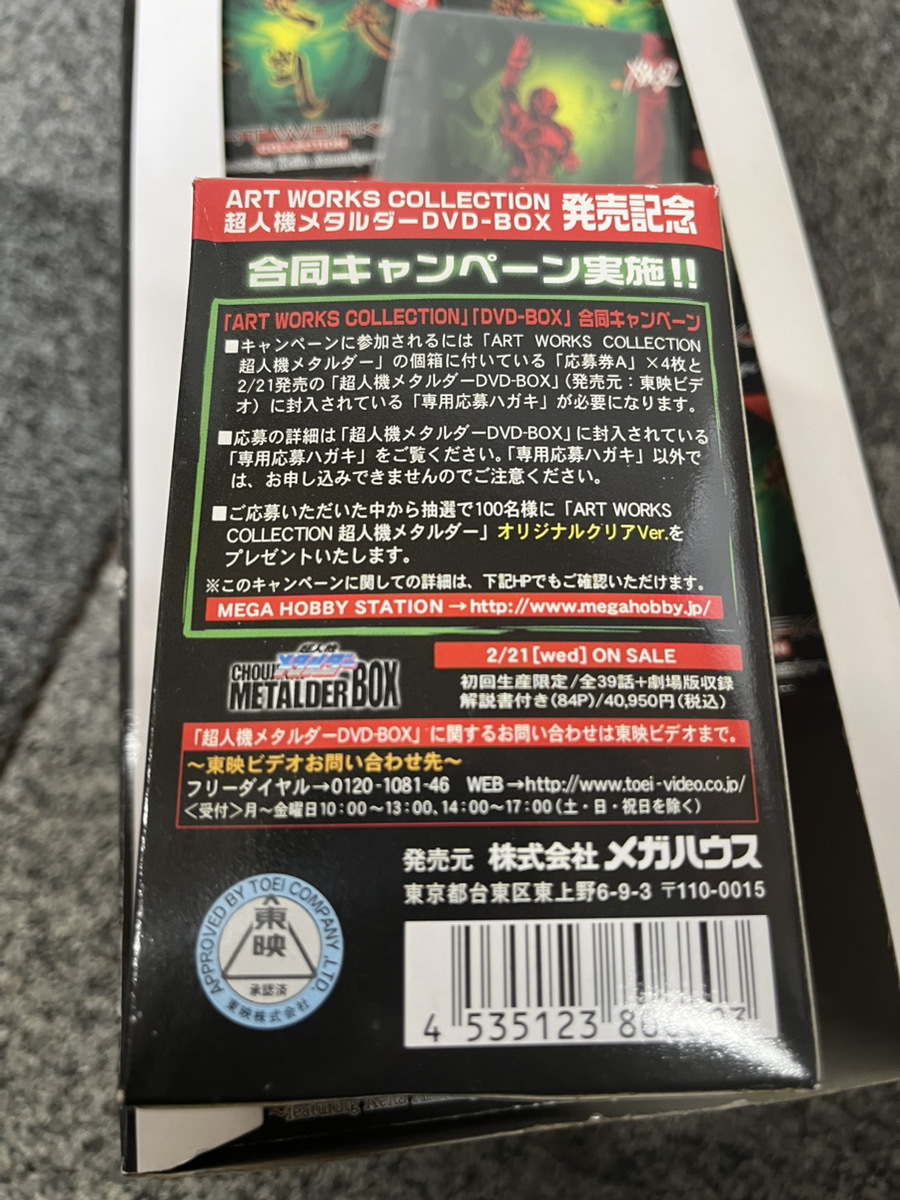 COLLECTION
ART WORKS COLLECTION
超人機メタルダーDVD-BOX 発売記念
合同キャンペーン実施!!
「ART WORKS COLLECTION」「DVD-BOX」合同キャンペーン
■キャンペーンに参加されるには「ART WORKS COLLECTION
超人機メタルダー」の個箱に付いている「応募券A」×4枚と
2/21発売の「超人機メタルダーDVD-BOX」(発売元:東映ビデ
オ)に封入されている「専用応募ハガキ」が必要になります。
■応募の詳細は「超人機メタルダーDVD-BOX」に封入されている
「専用応募ハガキ」をご覧ください。「専用応募ハガキ」以外で
は、お申し込みできませんのでご注意ください。
■ご応募いただいた中から抽選で100名様に「ART WORKS
COLLECTION 超人機メタルダー」オリジナルクリアVer.を
プレゼントいたします。
※このキャンペーンに関しての詳細は、下記HPでもご確認いただけます。
MEGA HOBBY STATION→http://www.megahobby.jp/
超人機
メタルダー
METALDER BOX
2/21[wed] ON SALE
初回生産限定/全39話+劇場版収録
解説書付き(84P)/40,950円(税込)
「超人機メタルダーDVD-BOX」に関するお問い合わせは東映ビデオまで。
～東映ビデオお問い合わせ先～
フリーダイヤル→0120-1081-46 WEB→http://www.toei-video.co.jp/
<受付>月～金曜日10:00～13:00、14:00～17:00(土・日・祝日を除く)
発売元 株式会社メガハウス
東京都台東区東上野6-9-3 〒110-0015
APPROVED BY TOEI COMPANY, LTD.
東映
承認済
東映株式会社
4 535123